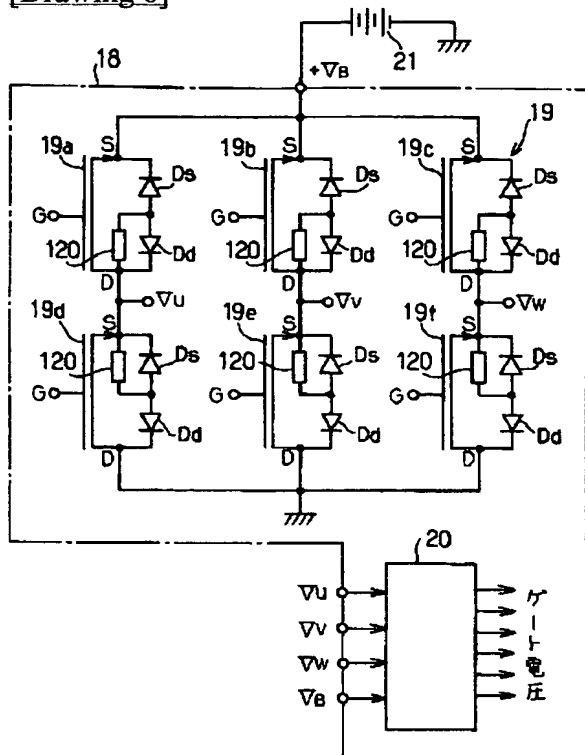 [Drawing 6]
18
21
+VB
19
19a
19b
19c
S
S
S
Ds
Ds
Ds
G
G
G
120
120
120
Dd
Dd
Dd
D
D
D
19d
VU
19e
VV
19f
VW
S
S
S
120
120
120
Ds
Ds
Ds
G
G
G
Dd
Dd
Dd
D
D
D
20
VU
VV
VW
VB
ゲート電圧